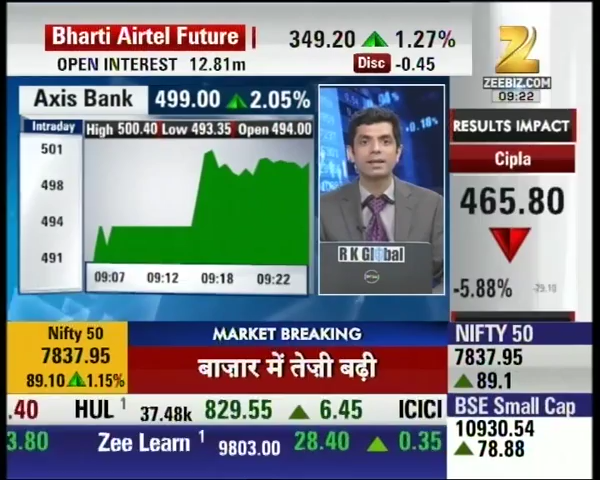 Bharti Airtel Future 349.20 1.27%
OPEN INTEREST 12.81m Disc -0.45
ZEEBIZ.COM
09:22
Axis Bank 499.00 2.05%
Intraday High 500.40 Low 493.35 Open 494.00
501
498
494
491
09:07 09:12 09:18 09:22
R K Global
RESULTS IMPACT
Cipla
465.80
-5.88% -29.10
Nifty 50
7837.95
89.10 1.15%
MARKET BREAKING
बाज़ार में तेजी बढ़ी
NIFTY 50
7837.95
89.1
BSE Small Cap
10930.54
78.88
.40 HUL 1 37.48k 829.55 6.45 ICICI
3.80 Zee Learn 1 9803.00 28.40 0.35